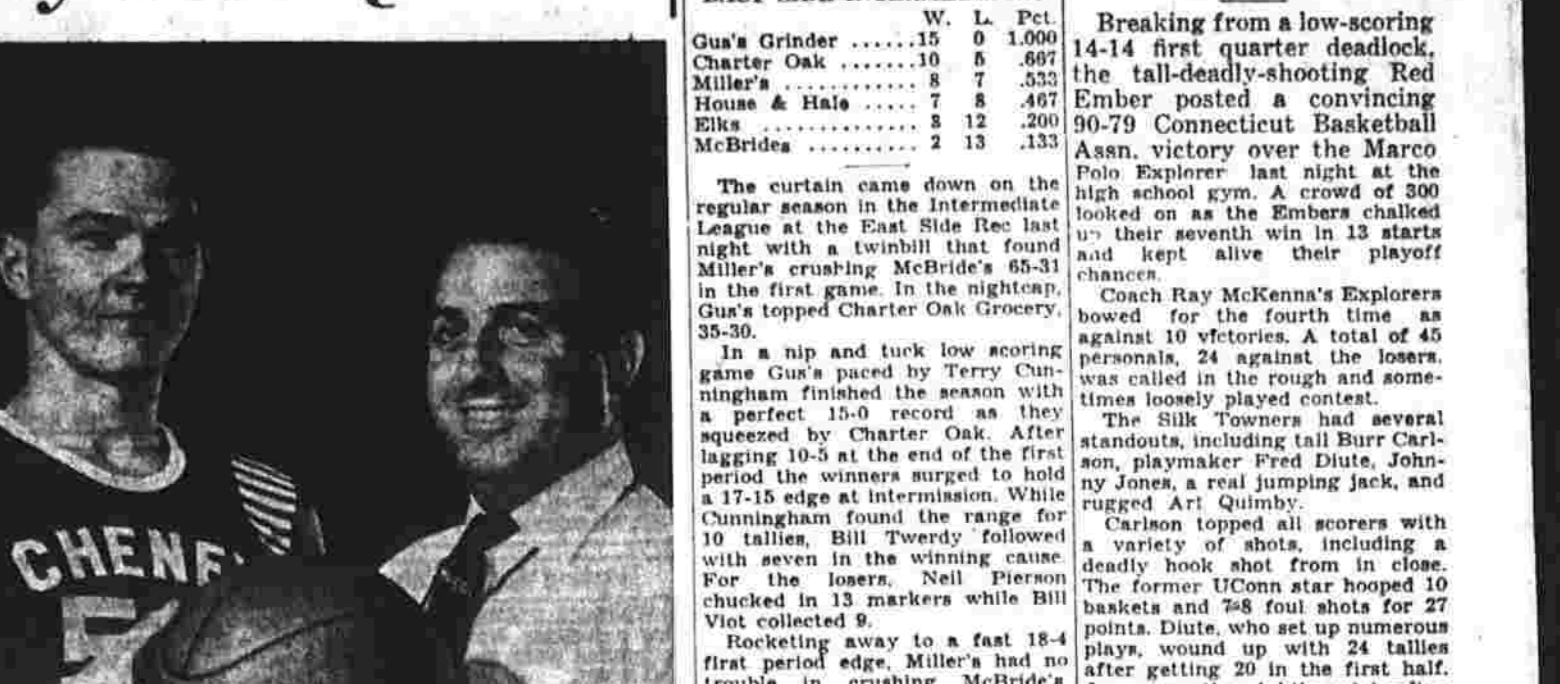 CHENE
W. L. Pct.
Gus's Grinder ......15 0 1.000
Charter Oak .......10 5 .667
Miller's ............ 8 7 .533
House & Hale ..... 7 8 .467
Elks .............. 3 12 .200
McBrides .......... 2 13 .133
The curtain came down on the
regular season in the Intermediate
League at the East Side Rec last
night with a twinbill that found
Miller's crushing McBride's 65-31
in the first game. In the nightcap,
Gus's topped Charter Oak Grocery,
35-30.
In a nip and tuck low scoring
game Gus's paced by Terry Cun-
ningham finished the season with
a perfect 15-0 record as they
squeezed by Charter Oak. After
lagging 10-5 at the end of the first
period the winners surged to hold
a 17-15 edge at intermission. While
Cunningham found the range for
10 tallies, Bill Twerdy followed
with seven in the winning cause.
For the losers, Neil Pierson
chucked in 13 markers while Bill
Viot collected 9.
Rocketing away to a fast 18-4
first period edge, Miller's had no
trouble in crushing McBride's
Breaking from a low-scoring
14-14 first quarter deadlock,
the tall-deadly-shooting Red
Ember posted a convincing
90-79 Connecticut Basketball
Assn. victory over the Marco
Polo Explorer last night at the
high school gym. A crowd of 300
looked on as the Embers chalked
up their seventh win in 13 starts
and kept alive their playoff
chances.
Coach Ray McKenna's Explorers
bowed for the fourth time as
against 10 victories. A total of 45
personals, 24 against the losers,
was called in the rough and some-
times loosely played contest.
The Silk Towners had several
standouts, including tall Burr Carl-
son, playmaker Fred Diute, John-
ny Jones, a real jumping jack, and
rugged Art Quimby.
Carlson topped all scorers with
a variety of shots, including a
deadly hook shot from in close.
The former UConn star hooped 10
baskets and 7-8 foul shots for 27
points. Diute, who set up numerous
plays, wound up with 24 tallies
after getting 20 in the first half.